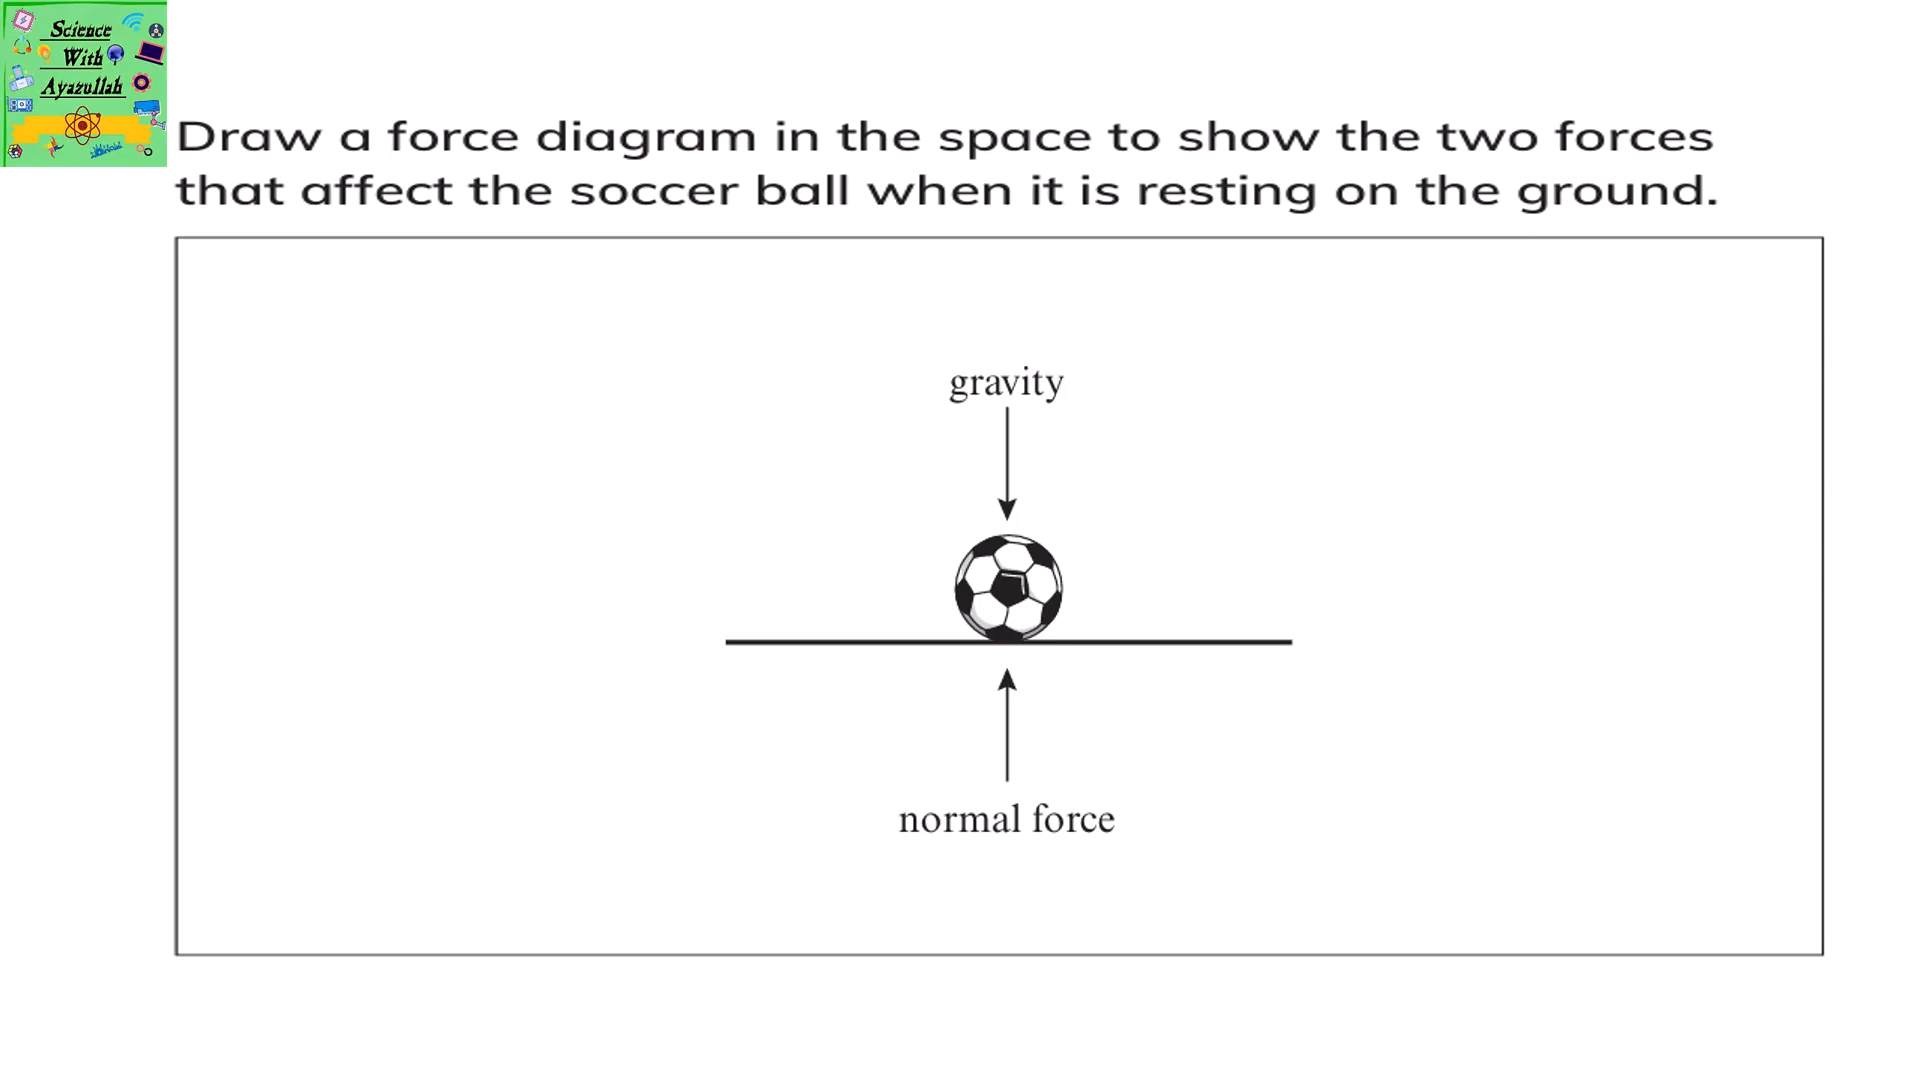 Science
With
Ayazullah
Draw a force diagram in the space to show the two forces
that affect the soccer ball when it is resting on the ground.
gravity
normal force